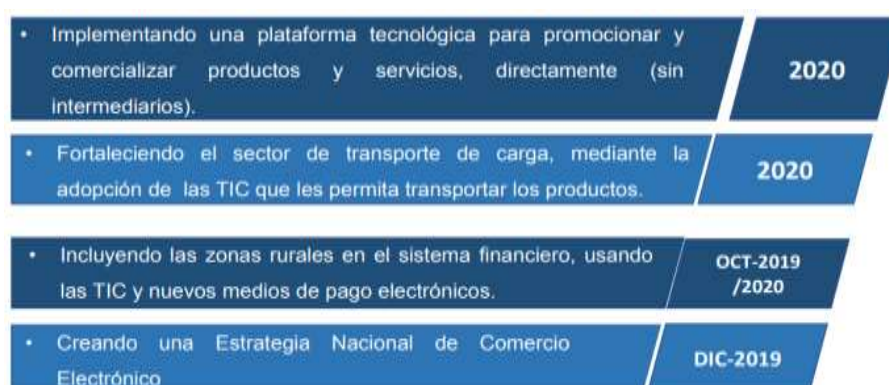 • Implementando una plataforma tecnológica para promocionar y
comercializar productos y servicios, directamente (sin
intermediarios).
2020
• Fortaleciendo el sector de transporte de carga, mediante la
adopción de las TIC que les permita transportar los productos.
2020
• Incluyendo las zonas rurales en el sistema financiero, usando
las TIC y nuevos medios de pago electrónicos.
OCT-2019
/2020
• Creando una Estrategia Nacional de Comercio
Electrónico
DIC-2019